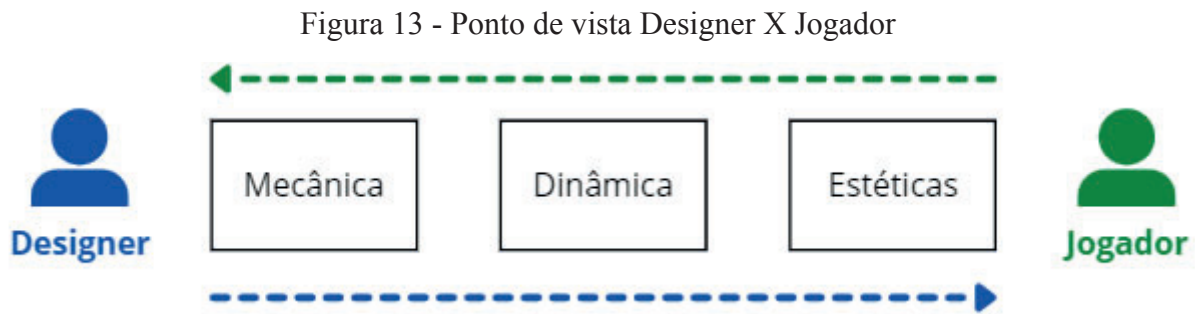 Figura 13 - Ponto de vista Designer X Jogador
Mecânica
Dinâmica
Estéticas
Designer
Jogador